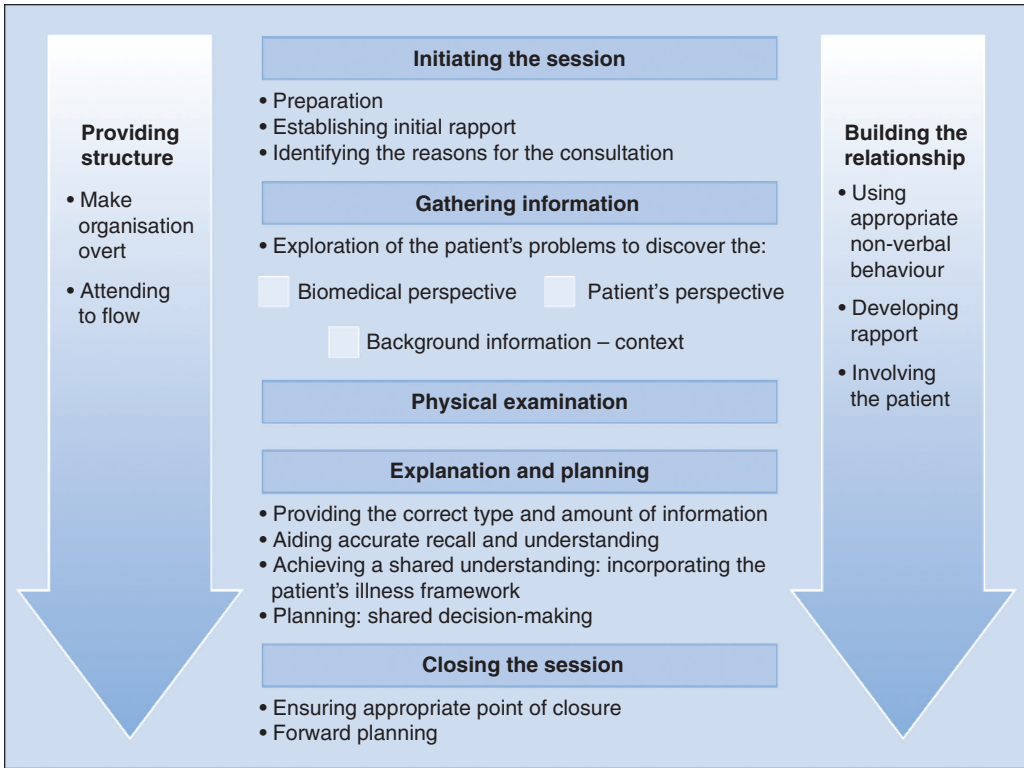 Providing
structure
• Make
organisation
overt
• Attending
to flow
Initiating the session
• Preparation
• Establishing initial rapport
• Identifying the reasons for the consultation
Gathering information
• Exploration of the patient's problems to discover the:
Biomedical perspective
Patient's perspective
Background information – context
Physical examination
Explanation and planning
• Providing the correct type and amount of information
• Aiding accurate recall and understanding
• Achieving a shared understanding: incorporating the
patient's illness framework
• Planning: shared decision-making
Closing the session
• Ensuring appropriate point of closure
• Forward planning
Building the
relationship
• Using
appropriate
non-verbal
behaviour
• Developing
rapport
• Involving
the patient